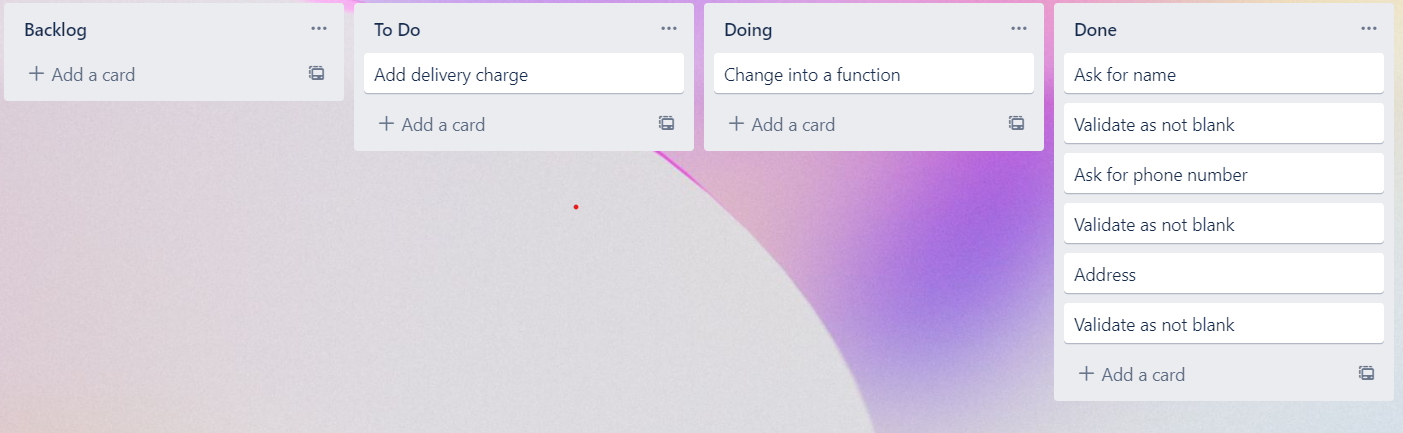 Backlog
Add a card
To Do
Add delivery charge
Add a card
Doing
Change into a function
Add a card
Done
Ask for name
Validate as not blank
Ask for phone number
Validate as not blank
Address
Validate as not blank
Add a card